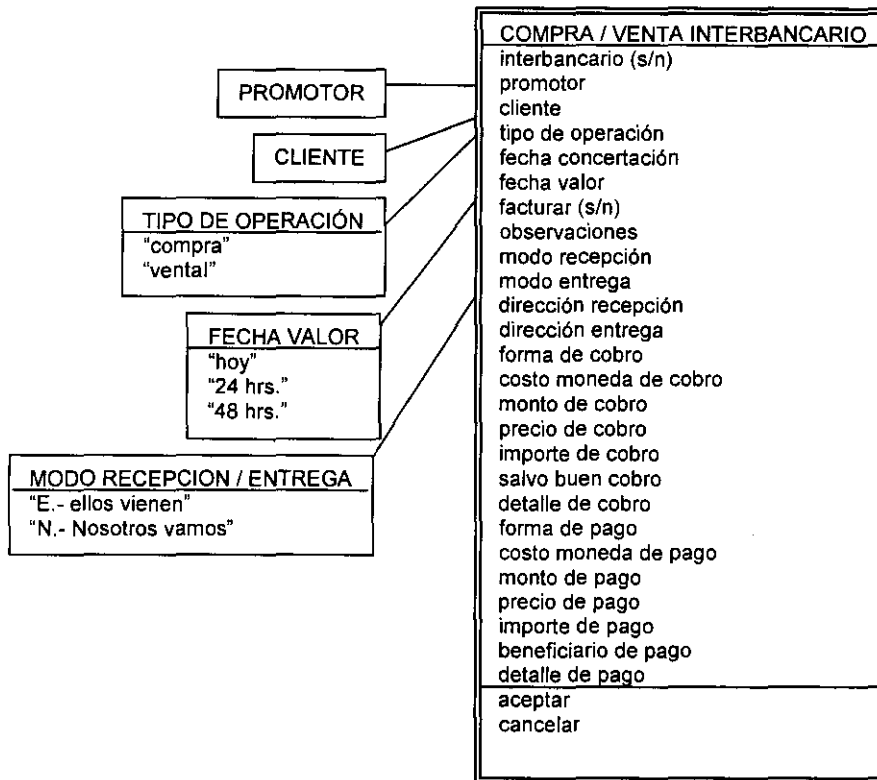 PROMOTOR
CLIENTE
TIPO DE OPERACIÓN
“compra”
“vental”
FECHA VALOR
“hoy”
“24 hrs.”
“48 hrs.”
MODO RECEPCION / ENTREGA
“E.- ellos vienen”
“N.- Nosotros vamos”
COMPRA / VENTA INTERBANCARIO
interbancario (s/n)
promotor
cliente
tipo de operación
fecha concertación
fecha valor
facturar (s/n)
observaciones
modo recepción
modo entrega
dirección recepción
dirección entrega
forma de cobro
costo moneda de cobro
monto de cobro
precio de cobro
importe de cobro
salvo buen cobro
detalle de cobro
forma de pago
costo moneda de pago
monto de pago
precio de pago
importe de pago
beneficiario de pago
detalle de pago
aceptar
cancelar